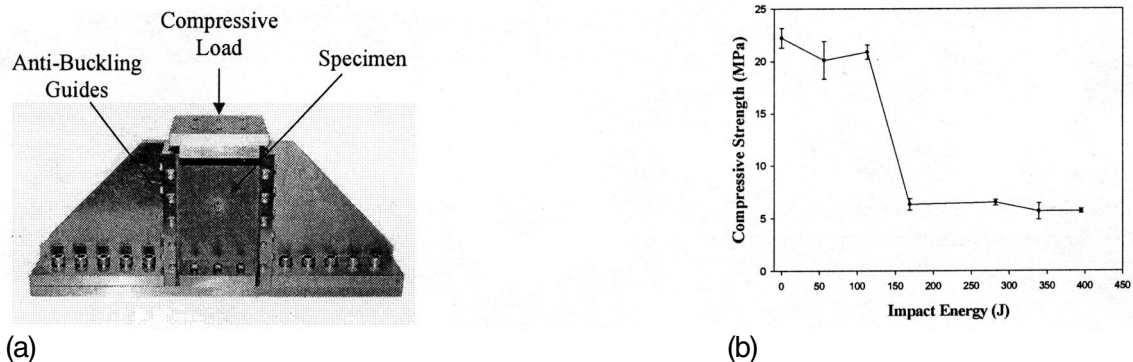 Compressive
Load
Anti-Buckling
Guides
Specimen
(a)
Compressive Strength (MPa)
25
20
15
10
5
0
0 50 100 150 200 250 300 350 400 450
Impact Energy (J)
(b)